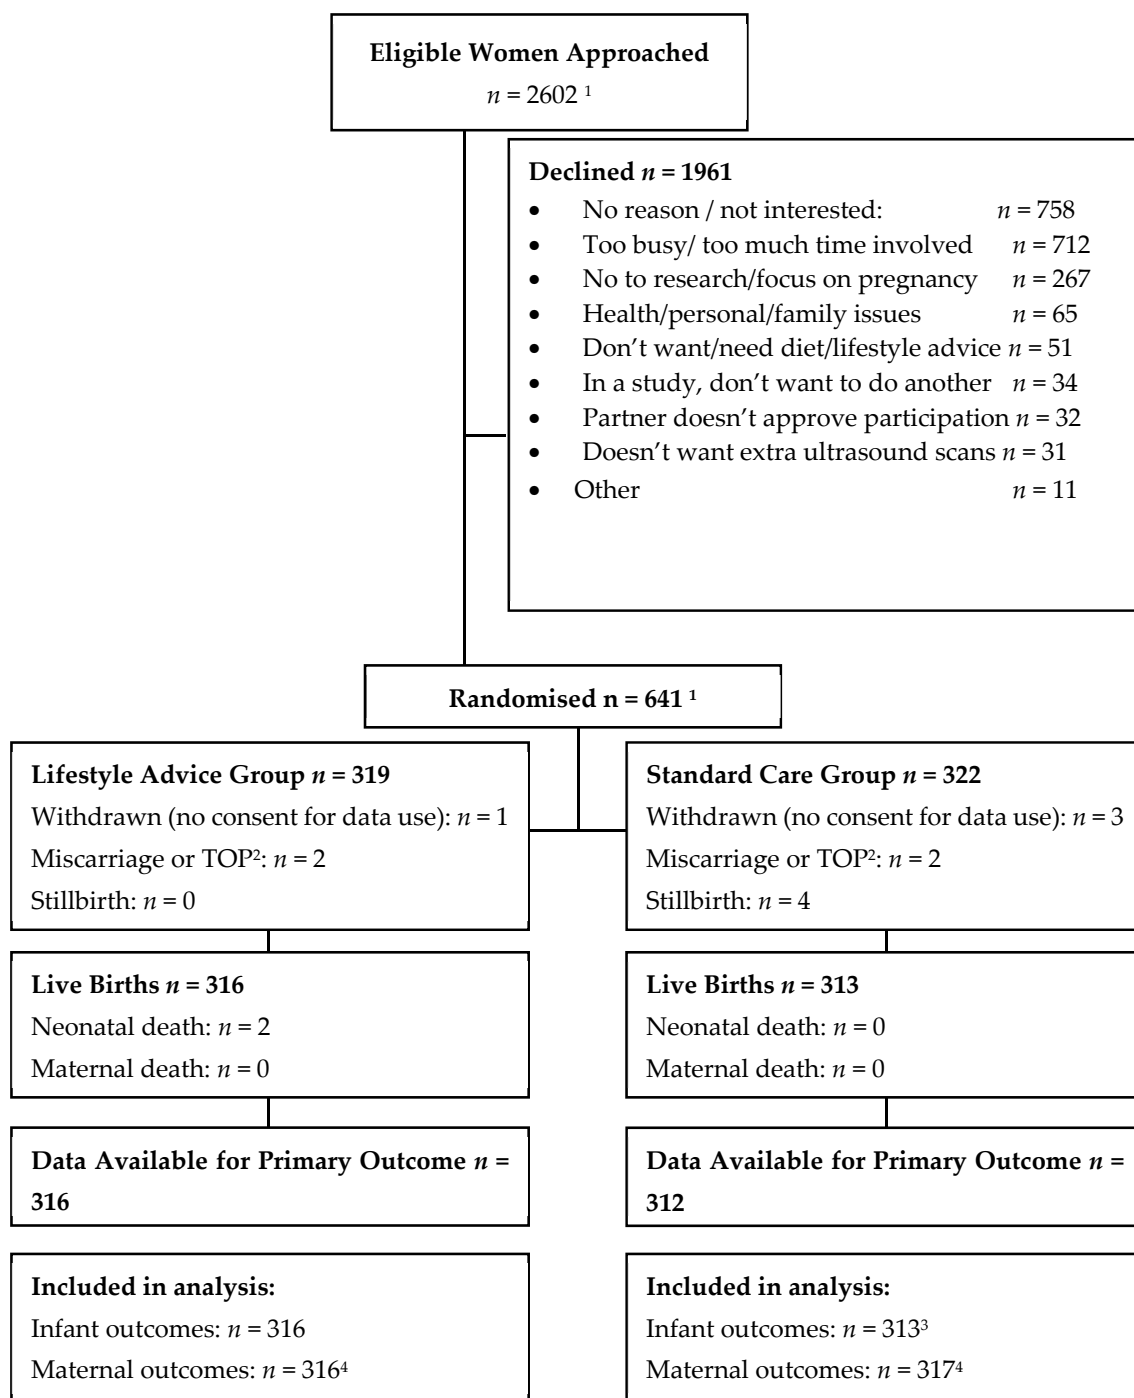 Eligible Women Approached
n = 2602 ¹
Declined n = 1961
• No reason / not interested: n = 758
• Too busy/ too much time involved n = 712
• No to research/focus on pregnancy n = 267
• Health/personal/family issues n = 65
• Don’t want/need diet/lifestyle advice n = 51
• In a study, don’t want to do another n = 34
• Partner doesn’t approve participation n = 32
• Doesn’t want extra ultrasound scans n = 31
• Other n = 11
Randomised n = 641 ¹
Lifestyle Advice Group n = 319
Withdrawn (no consent for data use): n = 1
Miscarriage or TOP²: n = 2
Stillbirth: n = 0
Standard Care Group n = 322
Withdrawn (no consent for data use): n = 3
Miscarriage or TOP²: n = 2
Stillbirth: n = 4
Live Births n = 316
Neonatal death: n = 2
Maternal death: n = 0
Live Births n = 313
Neonatal death: n = 0
Maternal death: n = 0
Data Available for Primary Outcome n =
316
Data Available for Primary Outcome n =
312
Included in analysis:
Infant outcomes: n = 316
Maternal outcomes: n = 316⁴
Included in analysis:
Infant outcomes: n = 313³
Maternal outcomes: n = 317⁴